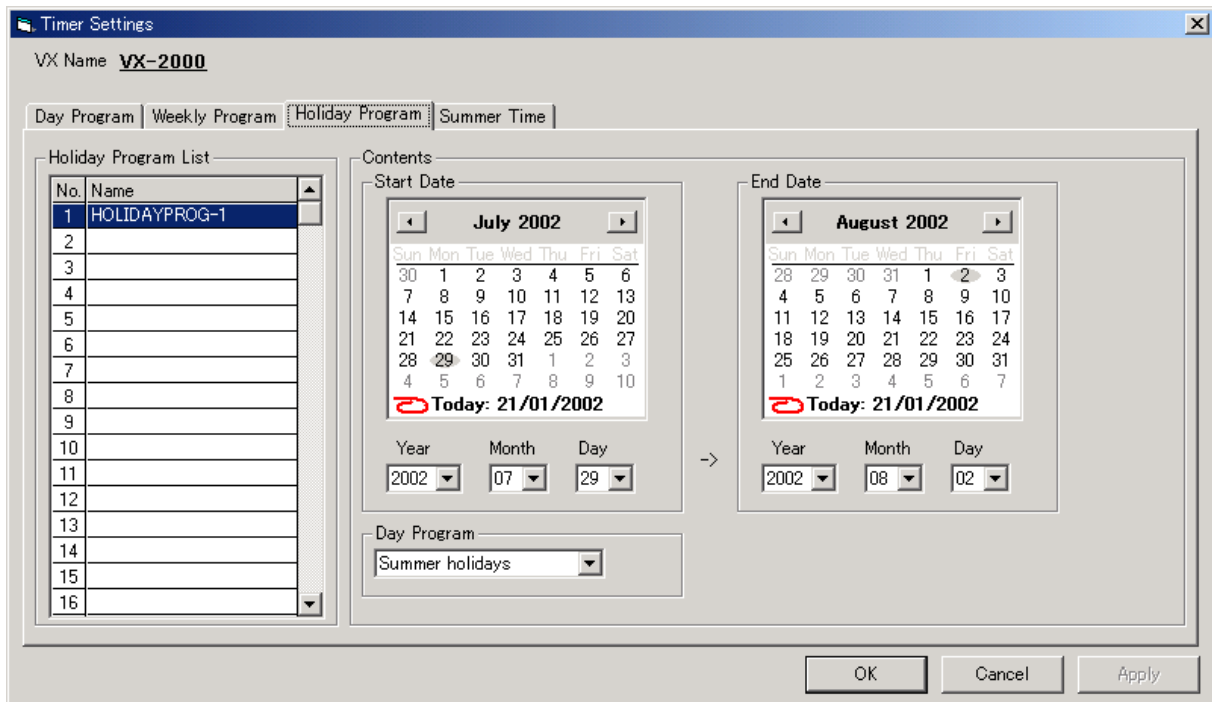 Timer Settings
VX Name VX-2000
Day Program Weekly Program Holiday Program Summer Time
Holiday Program List
No. Name
1 HOLIDAYPROG-1
2
3
4
5
6
7
8
9
10
11
12
13
14
15
16
Contents
Start Date
July 2002
Sun Mon Tue Wed Thu Fri Sat
30 1 2 3 4 5 6
7 8 9 10 11 12 13
14 15 16 17 18 19 20
21 22 23 24 25 26 27
28 29 30 31 1 2 3
4 5 6 7 8 9 10
Today: 21/01/2002
Year Month Day
2002 07 29
->
End Date
August 2002
Sun Mon Tue Wed Thu Fri Sat
28 29 30 31 1 2 3
4 5 6 7 8 9 10
11 12 13 14 15 16 17
18 19 20 21 22 23 24
25 26 27 28 29 30 31
1 2 3 4 5 6 7
Today: 21/01/2002
Year Month Day
2002 08 02
Day Program
Summer holidays
OK Cancel Apply